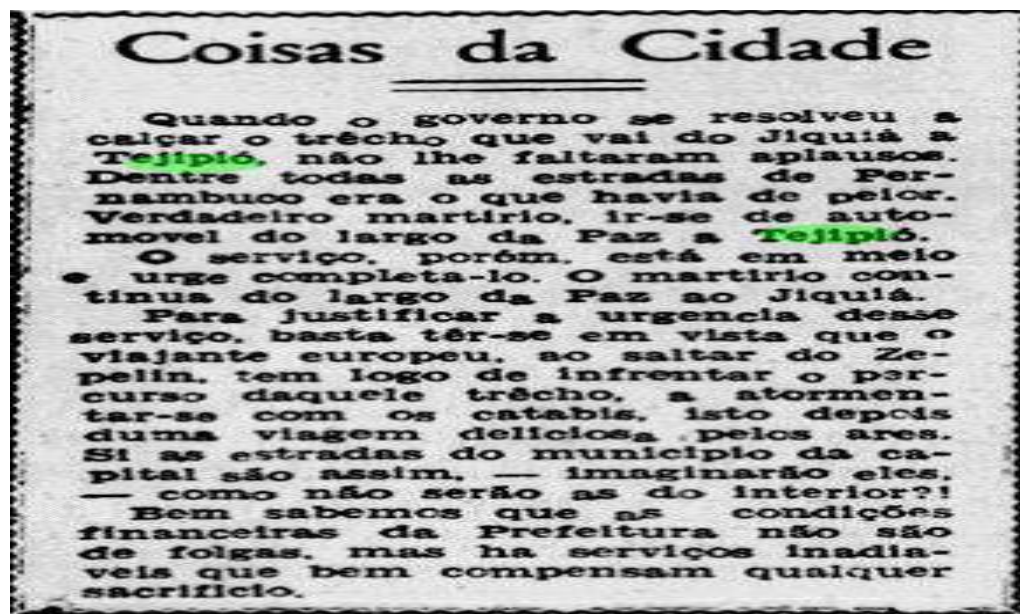 Coisas da Cidade
Quando o governo se resolveu a
calçar o trêcho que vai do Jiquiá a
Tejipió, não lhe faltaram aplausos.
Dentre todas as estradas de Per-
nambuco era o que havia de peior.
Verdadeiro martirio, ir-se de auto-
movel do largo da Paz a Tejipió.
O serviço, porém, está em meio
e urge completa-lo. O martirio con-
tinua do largo da Paz ao Jiquiá.
Para justificar a urgencia desse
serviço, basta têr-se em vista que o
viajante europeu, ao saltar do Ze-
pelin, tem logo de infrentar o per-
curso daquele trêcho, a atormen-
tar-se com os catabis, isto depois
duma viagem deliciosa pelos ares.
Si as estradas do municipio da ca-
pital são assim, — imaginarão eles,
— como não serão as do interior?!
Bem sabemos que as condições
financeiras da Prefeitura não são
de folgas, mas ha serviços inadia-
veis que bem compensam qualquer
sacrificio.